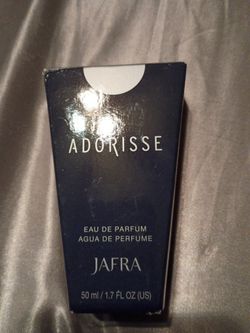 ADORISSE
EAU DE PARFUM
AGUA DE PERFUME
JAFRA
50 ml / 1.7 FL OZ (US)